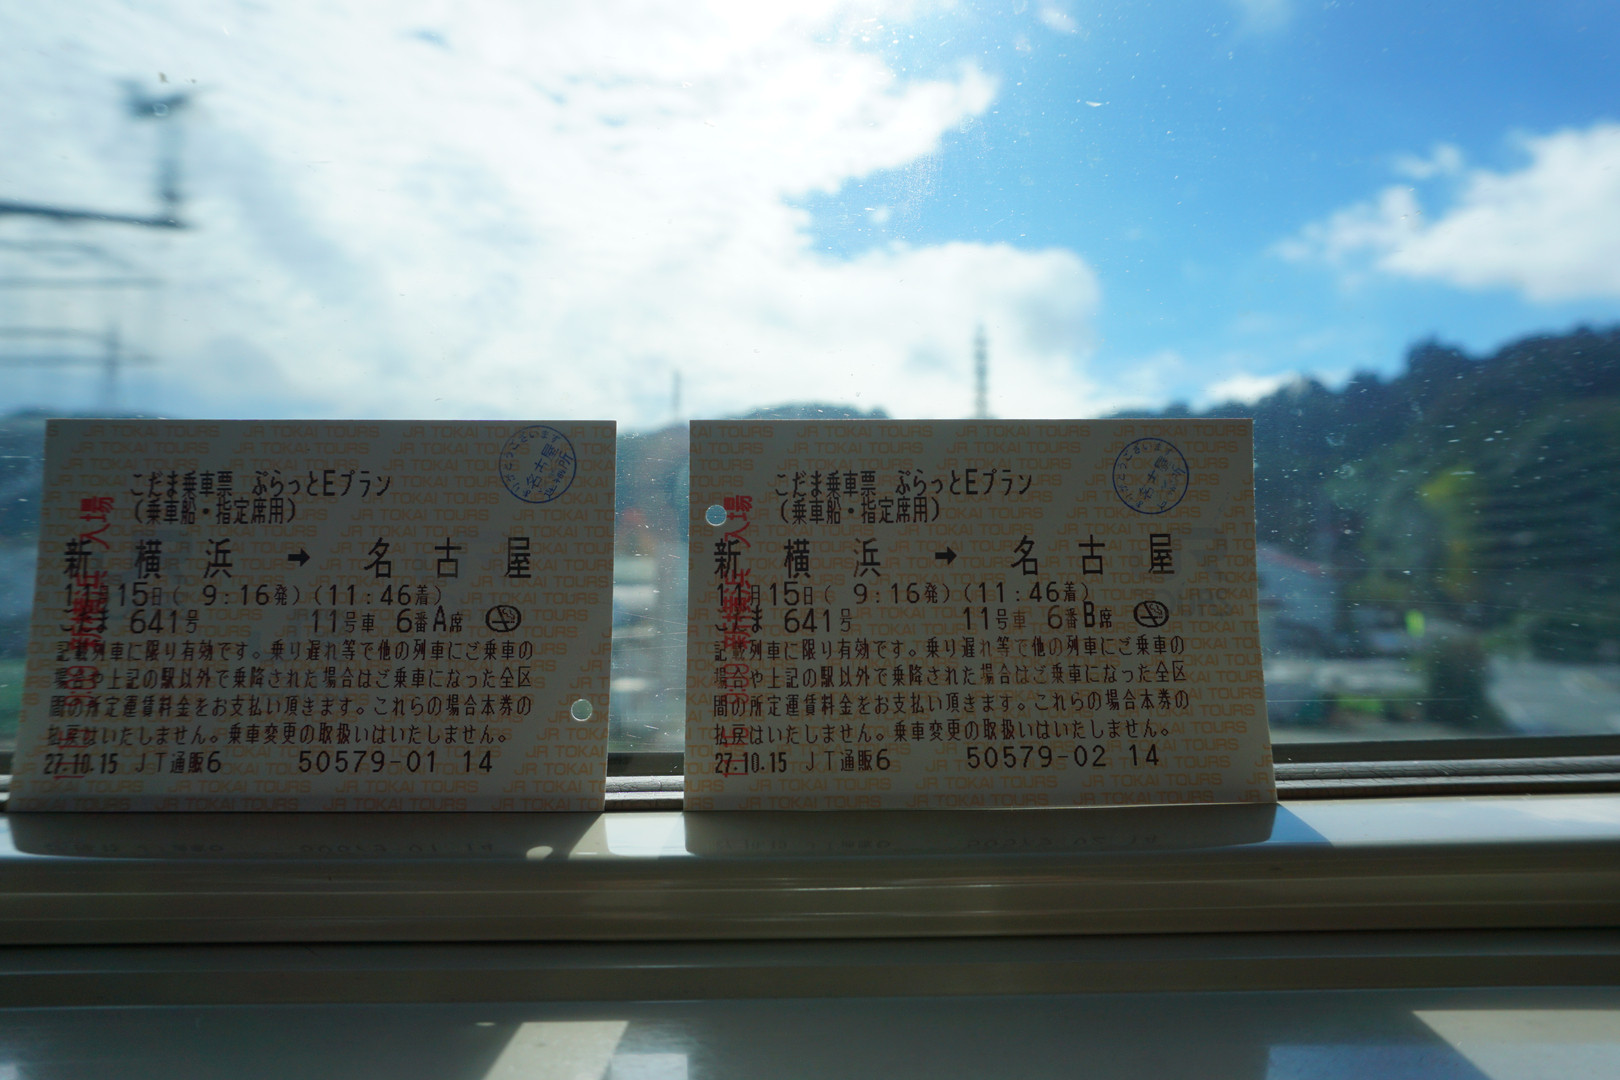 こだま乗車票 ぷらっとEプラン
(乗車船・指定席用)
新横浜 → 名古屋
11月15日( 9:16発)(11:46着)
こだま 641号 11号車 6番A席
記載列車に限り有効です。乗り遅れ等で他の列車にご乗車の
場合や上記の駅以外で乗降された場合はご乗車になった全区
間の所定運賃料金をお支払い頂きます。これらの場合本券の
払戻はいたしません。乗車変更の取扱いはいたしません。
27.10.15 JT通販6 50579-01 14
新横浜 入場
JR TOKAI TOURS
こだま乗車票 ぷらっとEプラン
(乗車船・指定席用)
新横浜 → 名古屋
11月15日( 9:16発)(11:46着)
こだま 641号 11号車 6番B席
記載列車に限り有効です。乗り遅れ等で他の列車にご乗車の
場合や上記の駅以外で乗降された場合はご乗車になった全区
間の所定運賃料金をお支払い頂きます。これらの場合本券の
払戻はいたしません。乗車変更の取扱いはいたしません。
27.10.15 JT通販6 50579-02 14
新横浜 入場
JR TOKAI TOURS